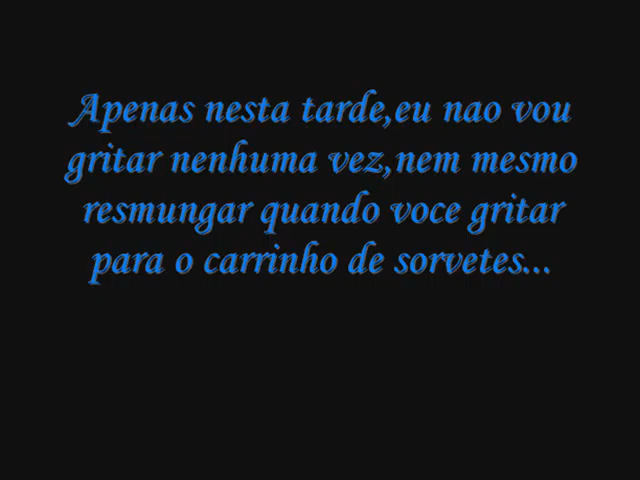 Apenas nesta tarde,eu nao vou
gritar nenhuma vez,nem mesmo
resmungar quando voce gritar
para o carrinho de sorvetes...